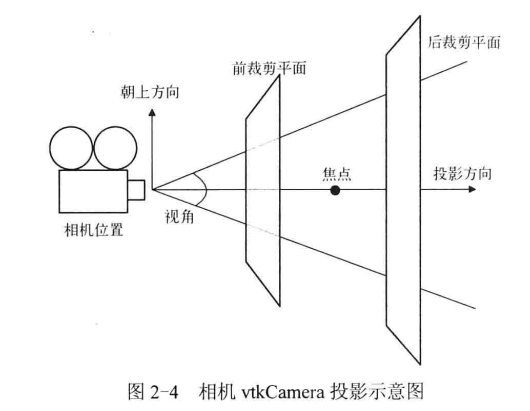 后裁剪平面
前裁剪平面
朝上方向
焦点
投影方向
视角
相机位置
图 2-4 相机 vtkCamera 投影示意图